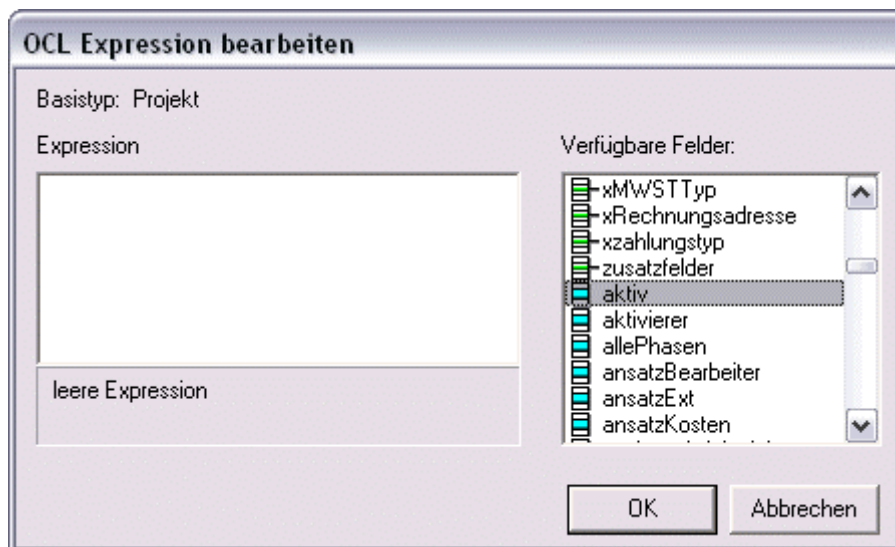 OCL Expression bearbeiten
Basistyp: Projekt
Expression
leere Expression
Verfügbare Felder:
xMWSTTyp
xRechnungsadresse
xzahlungstyp
zusatzfelder
aktiv
aktivierer
allePhasen
ansatzBearbeiter
ansatzExt
ansatzKosten
OK
Abbrechen